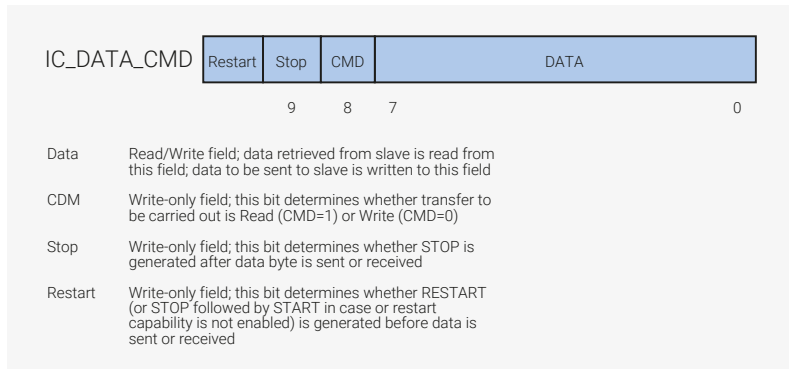 IC_DATA_CMD Restart Stop CMD DATA
9 8 7 0
Data Read/Write field; data retrieved from slave is read from
this field; data to be sent to slave is written to this field
CDM Write-only field; this bit determines whether transfer to
be carried out is Read (CMD=1) or Write (CMD=0)
Stop Write-only field; this bit determines whether STOP is
generated after data byte is sent or received
Restart Write-only field; this bit determines whether RESTART
(or STOP followed by START in case or restart
capability is not enabled) is generated before data is
sent or received